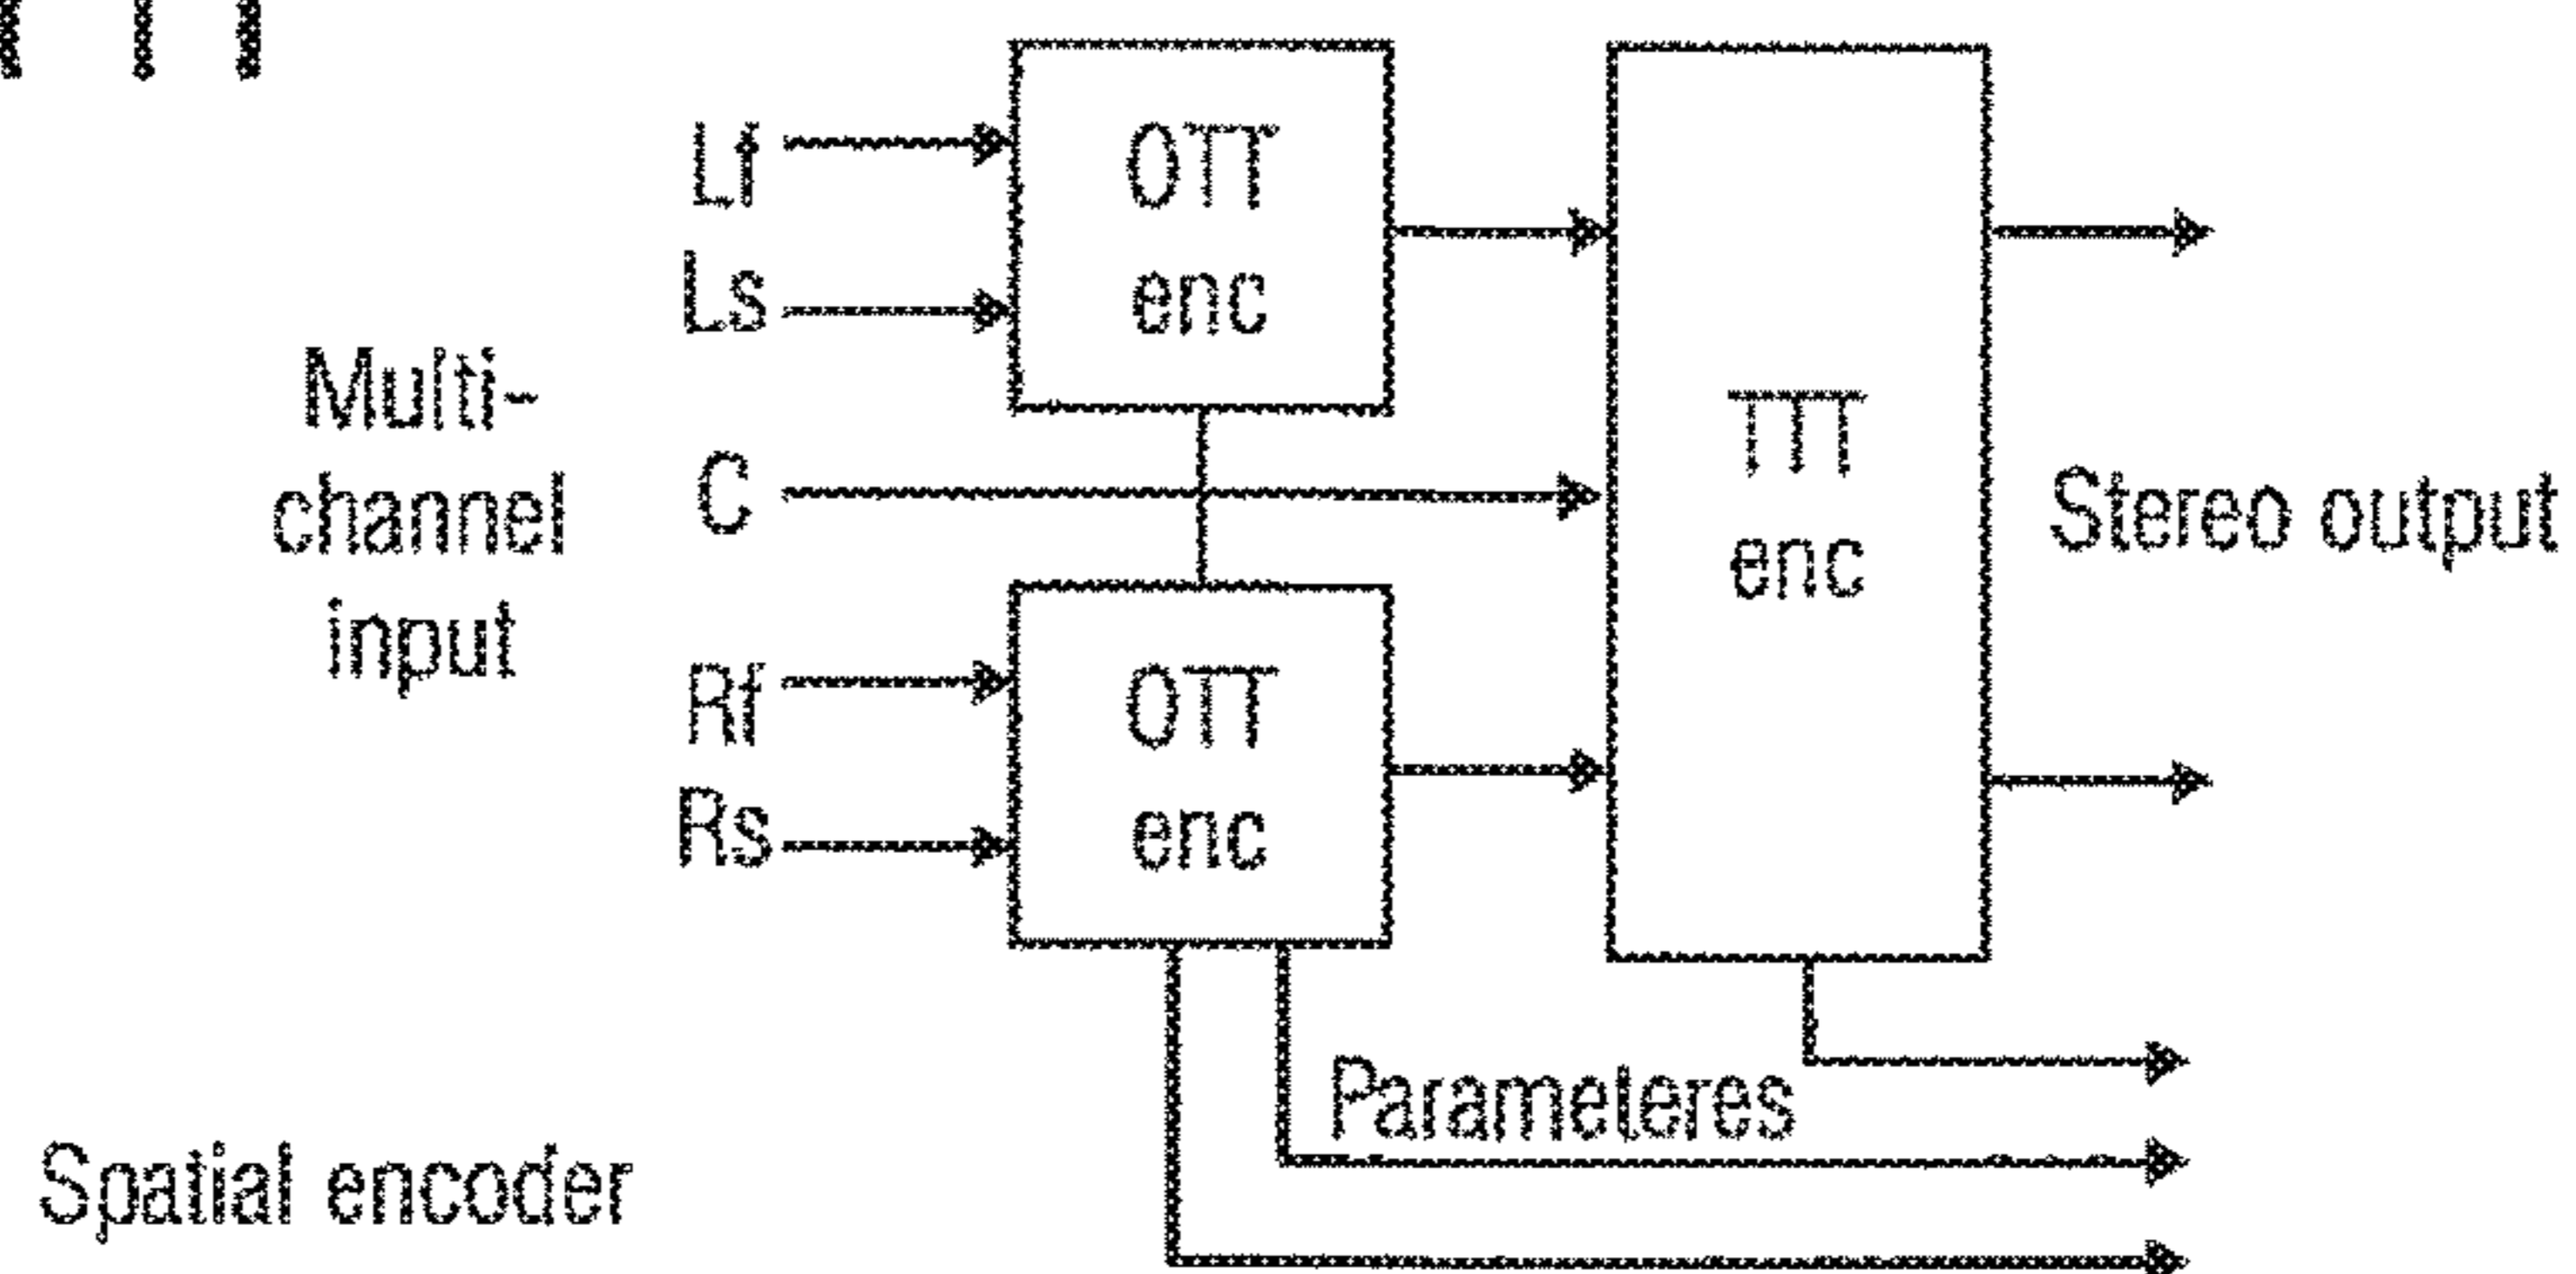 Lf
OTT
enc
Ls
Multi-
channel
input
C
TTT
enc
Stereo output
Rf
OTT
enc
Rs
Parameteres
Spatial encoder